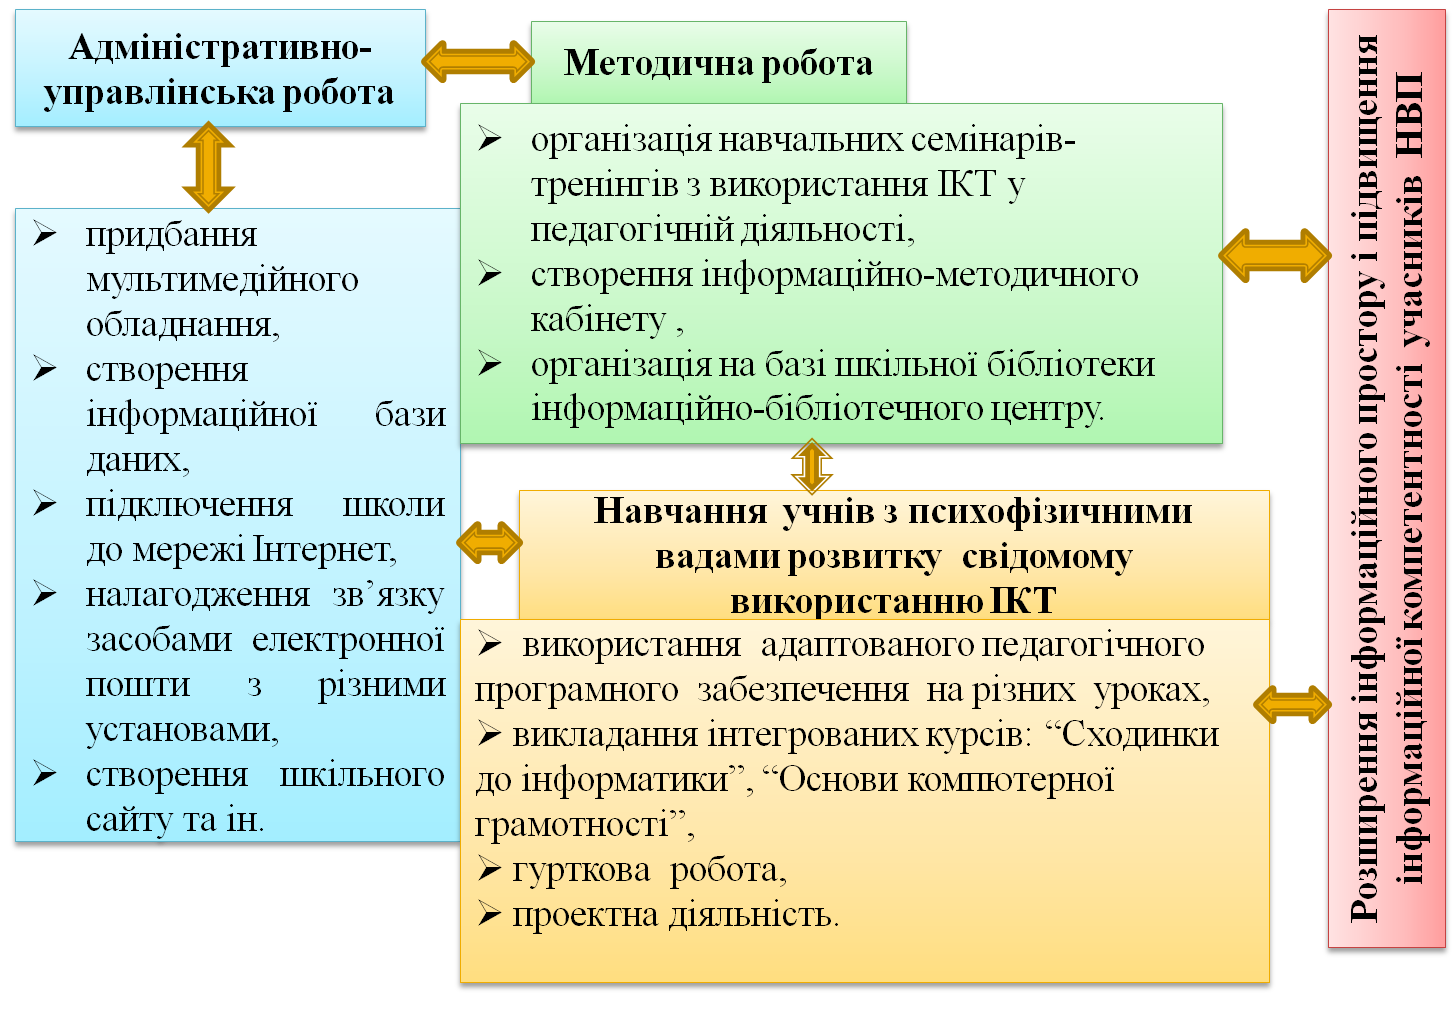 Адміністративно-
управлінська робота
Методична робота
➢ організація навчальних семінарів-
тренінгів з використання ІКТ у
педагогічній діяльності,
➢ створення інформаційно-методичного
кабінету ,
➢ організація на базі шкільної бібліотеки
інформаційно-бібліотечного центру.
➢ придбання
мультимедійного
обладнання,
➢ створення
інформаційної бази
даних,
➢ підключення школи
до мережі Інтернет,
➢ налагодження зв’язку
засобами електронної
пошти з різними
установами,
➢ створення шкільного
сайту та ін.
Навчання учнів з психофізичними
вадами розвитку свідомому
використанню ІКТ
➢ використання адаптованого педагогічного
програмного забезпечення на різних уроках,
➢ викладання інтегрованих курсів: “Сходинки
до інформатики”, “Основи компютерної
грамотності”,
➢ гурткова робота,
➢ проектна діяльність.
Розширення інформаційного простору і підвищення
інформаційної компетентності учасників НВП